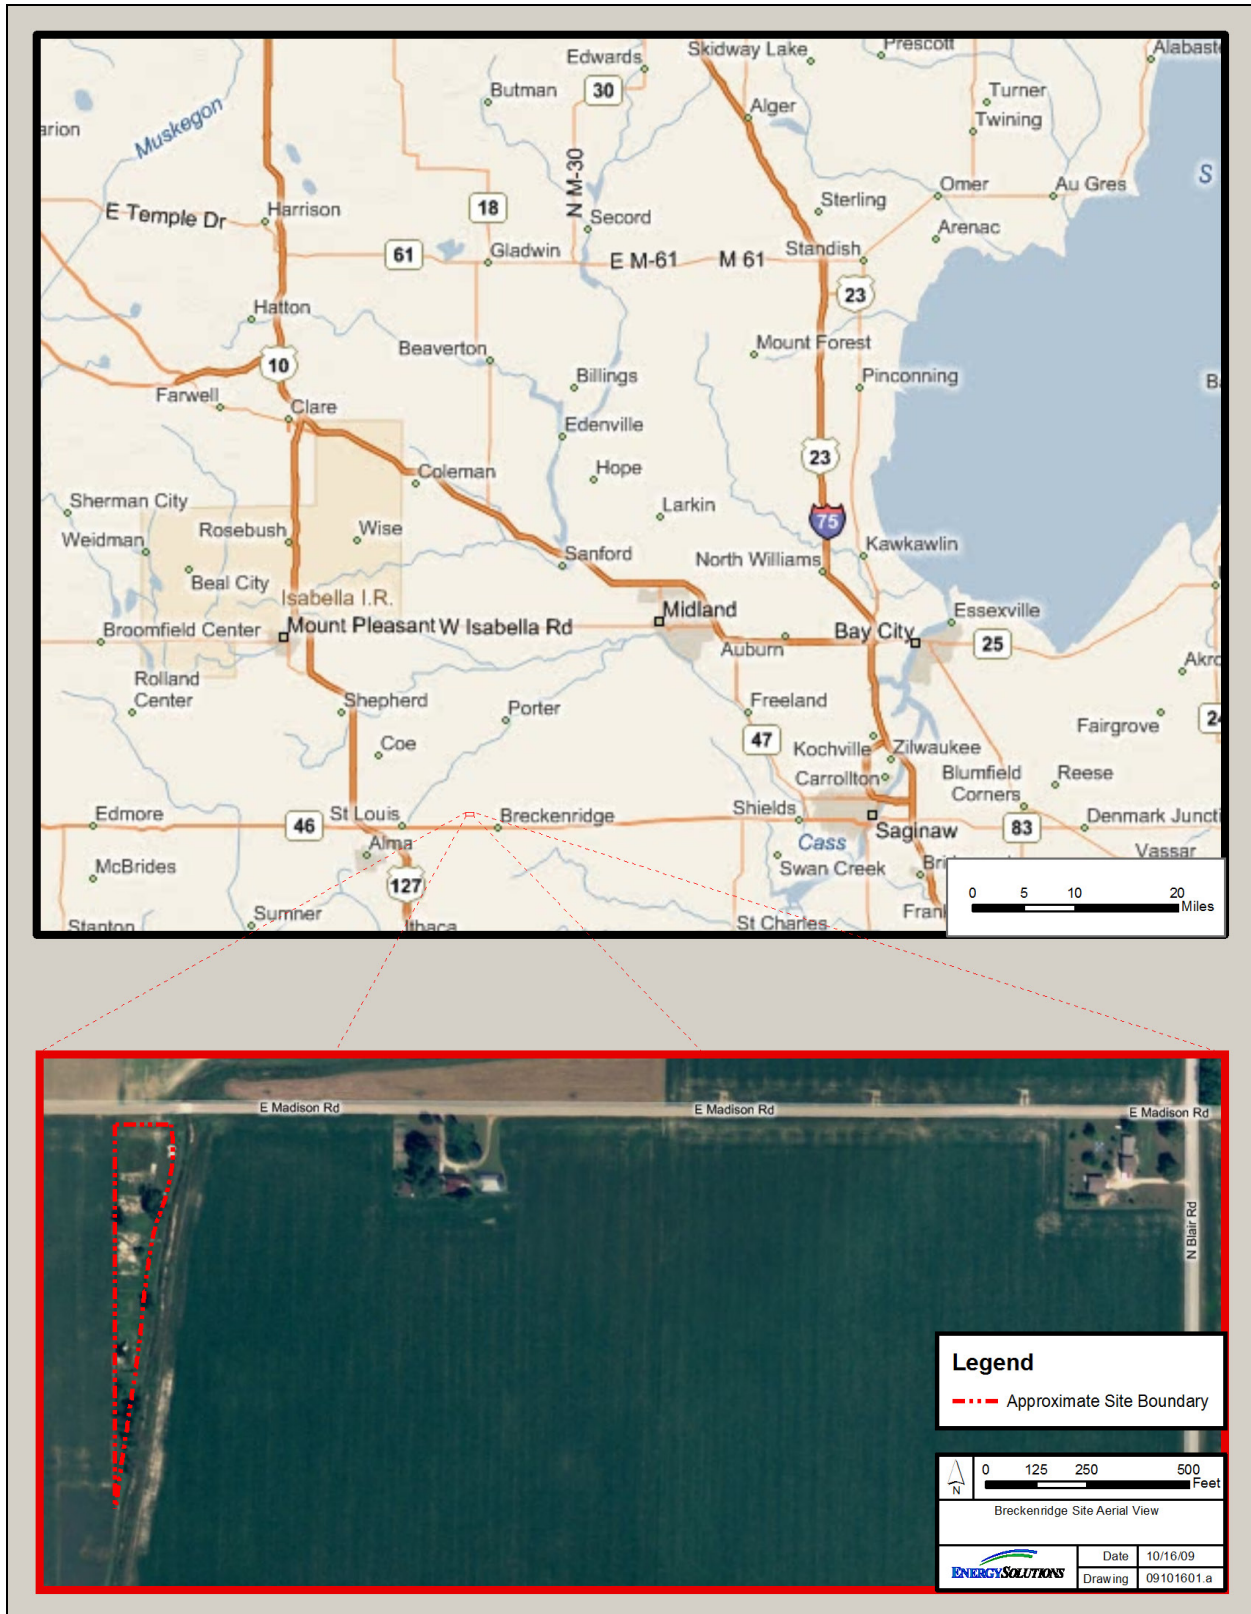 Edwards
Skidway Lake
Prescott
Alabast
Butman
30
Turner
Alger
Twining
Muskegon
arion
N M-30
Omer
Au Gres
S
Harrison
18
Sterling
E Temple Dr
Secord
Arenac
61
Gladwin
E M-61
M 61
Standish
23
Hatton
Mount Forest
Beaverton
10
Billings
Pinconning
Ba
Farwell
Clare
Edenville
23
Coleman
Hope
Sherman City
Larkin
75
Rosebush
Wise
Weidman
Sanford
North Williams
Kawkawlin
Beal City
Isabella I.R.
Midland
Essexville
Broomfield Center
Mount Pleasant
W Isabella Rd
Bay City
25
Auburn
Akro
Rolland
Center
Shepherd
Porter
Freeland
Fairgrove
24
47
Coe
Kochville
Zilwaukee
Carrollton
Blumfield
Corners
Reese
Edmore
46
St Louis
Breckenridge
Shields
Saginaw
83
Denmark Juncti
Alma
Cass
Vassar
McBrides
Swan Creek
Bri
127
Stanton
Sumner
Ithaca
St Charles
Frank
0 5 10 20
Miles
E Madison Rd
E Madison Rd
E Madison Rd
N Blair Rd
Legend
Approximate Site Boundary
0 125 250 500
Feet
N
Breckenridge Site Aerial View
ENERGYSOLUTIONS
Date 10/16/09
Drawing 09101601.a